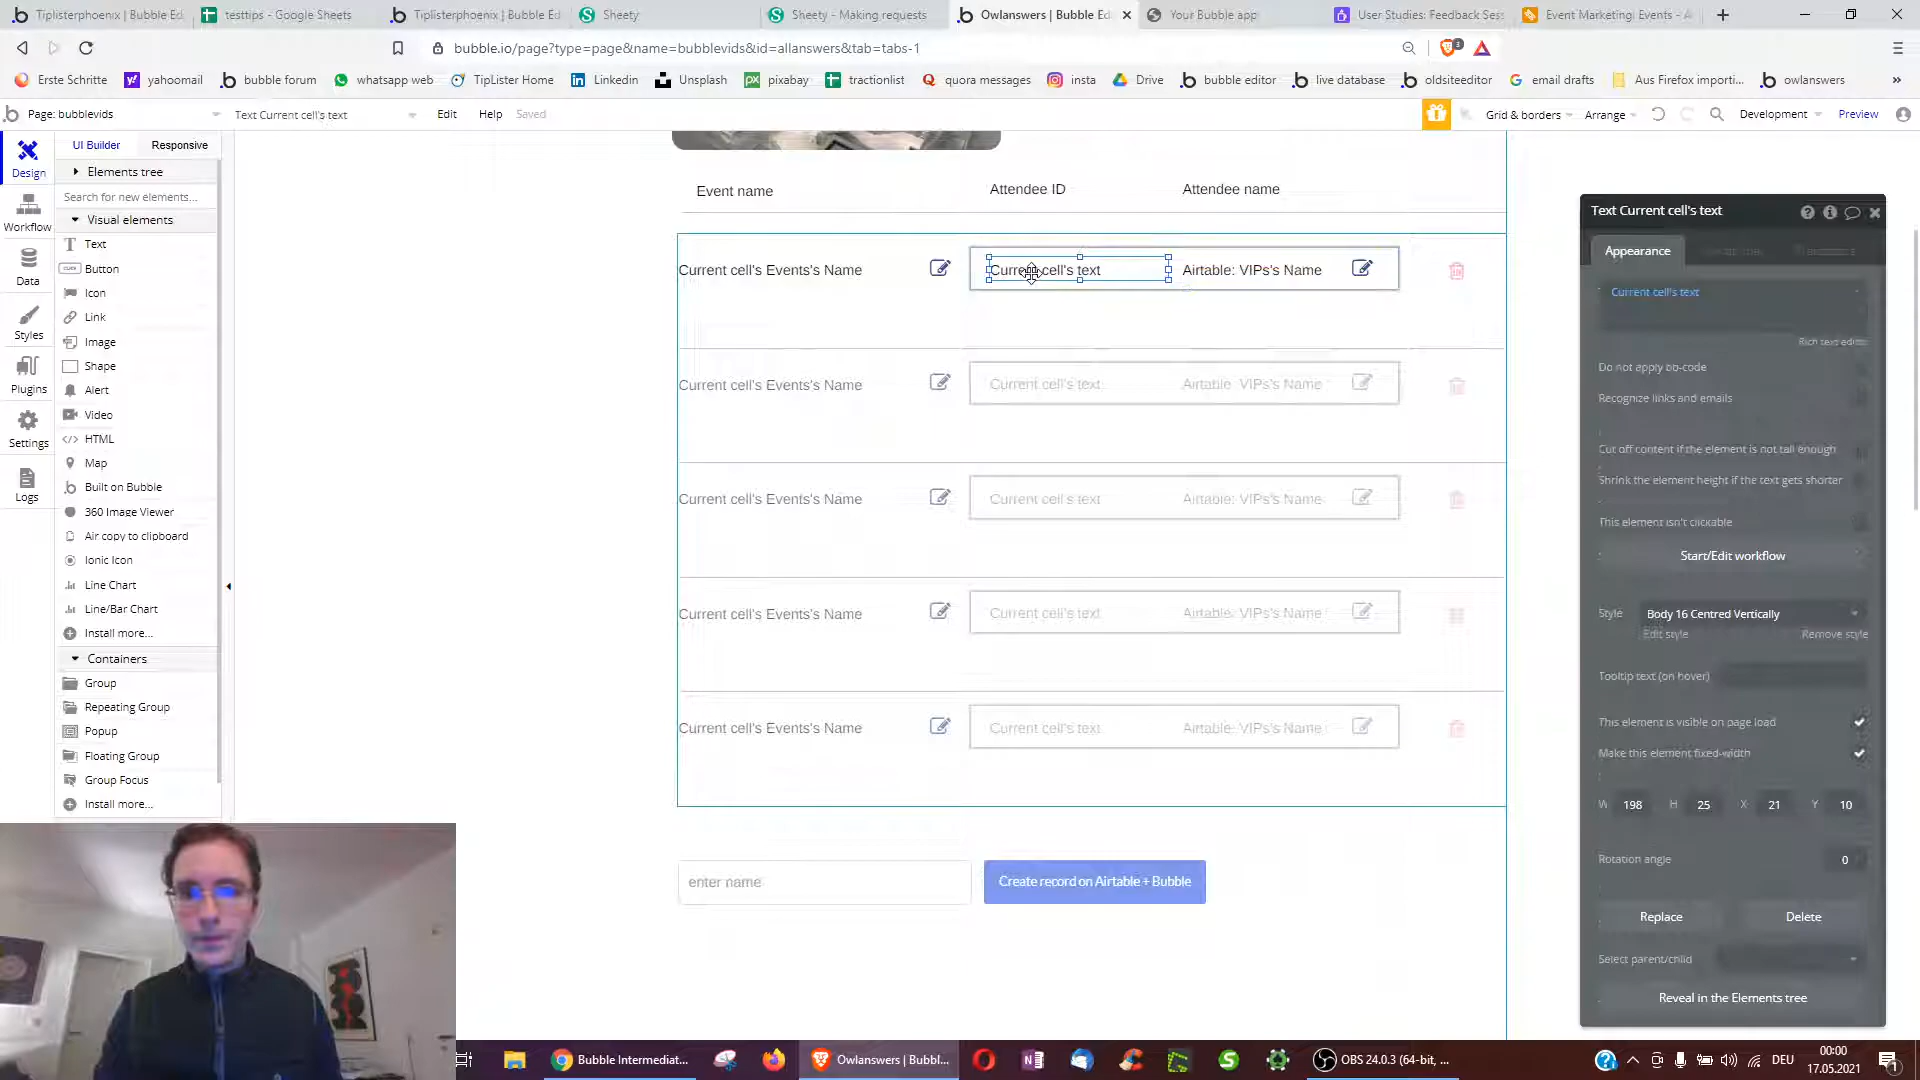 Tiplisterphoenix | Bubble Ed
testtips - Google Sheets
Tiplisterphoenix | Bubble Ed
Sheety
Sheety - Making requests
Owlanswers | Bubble Ed
Your Bubble app
User Studies: Feedback Sess
Event Marketing: Events - A
bubble.io/page?type=page&name=bubblevids&id=allanswers&tab=tabs-1
Erste Schritte
yahoomail
bubble forum
whatsapp web
TipLister Home
Linkedin
Unsplash
pixabay
tractionlist
quora messages
insta
Drive
bubble editor
live database
oldsiteeditor
email drafts
Aus Firefox importi...
owlanswers
Page: bubblevids
Text Current cell's text
Edit
Help
Saved
Grid & borders
Arrange
Development
Preview
Design
Workflow
Data
Styles
Plugins
Settings
Logs
UI Builder
Responsive
Elements tree
Search for new elements...
Visual elements
Text
Button
Icon
Link
Image
Shape
Alert
Video
HTML
Map
Built on Bubble
360 Image Viewer
Air copy to clipboard
Ionic Icon
Line Chart
Line/Bar Chart
Install more...
Containers
Group
Repeating Group
Popup
Floating Group
Group Focus
Install more...
Event name
Attendee ID
Attendee name
Current cell's Events's Name
Current cell's text
Airtable: VIPs's Name
Current cell's Events's Name
Current cell's text
Airtable: VIPs's Name
Current cell's Events's Name
Current cell's text
Airtable: VIPs's Name
Current cell's Events's Name
Current cell's text
Airtable: VIPs's Name
Current cell's Events's Name
Current cell's text
Airtable: VIPs's Name
enter name
Create record on Airtable + Bubble
Text Current cell's text
Appearance
Current cell's text
Rich text editor
Do not apply bb-code
Recognize links and emails
Cut off content if the element is not tall enough
Shrink the element height if the text gets shorter
This element isn't clickable
Start/Edit workflow
Style
Body 16 Centred Vertically
Edit style
Remove style
Tooltip text (on hover)
This element is visible on page load
Make this element fixed-width
W 198 H 25 X 21 Y 10
Rotation angle
0
Replace
Delete
Select parent/child
Reveal in the Elements tree
Bubble Intermediat...
Owlanswers | Bubbl...
OBS 24.0.3 (64-bit, ...
DEU
00:00
17.05.2021